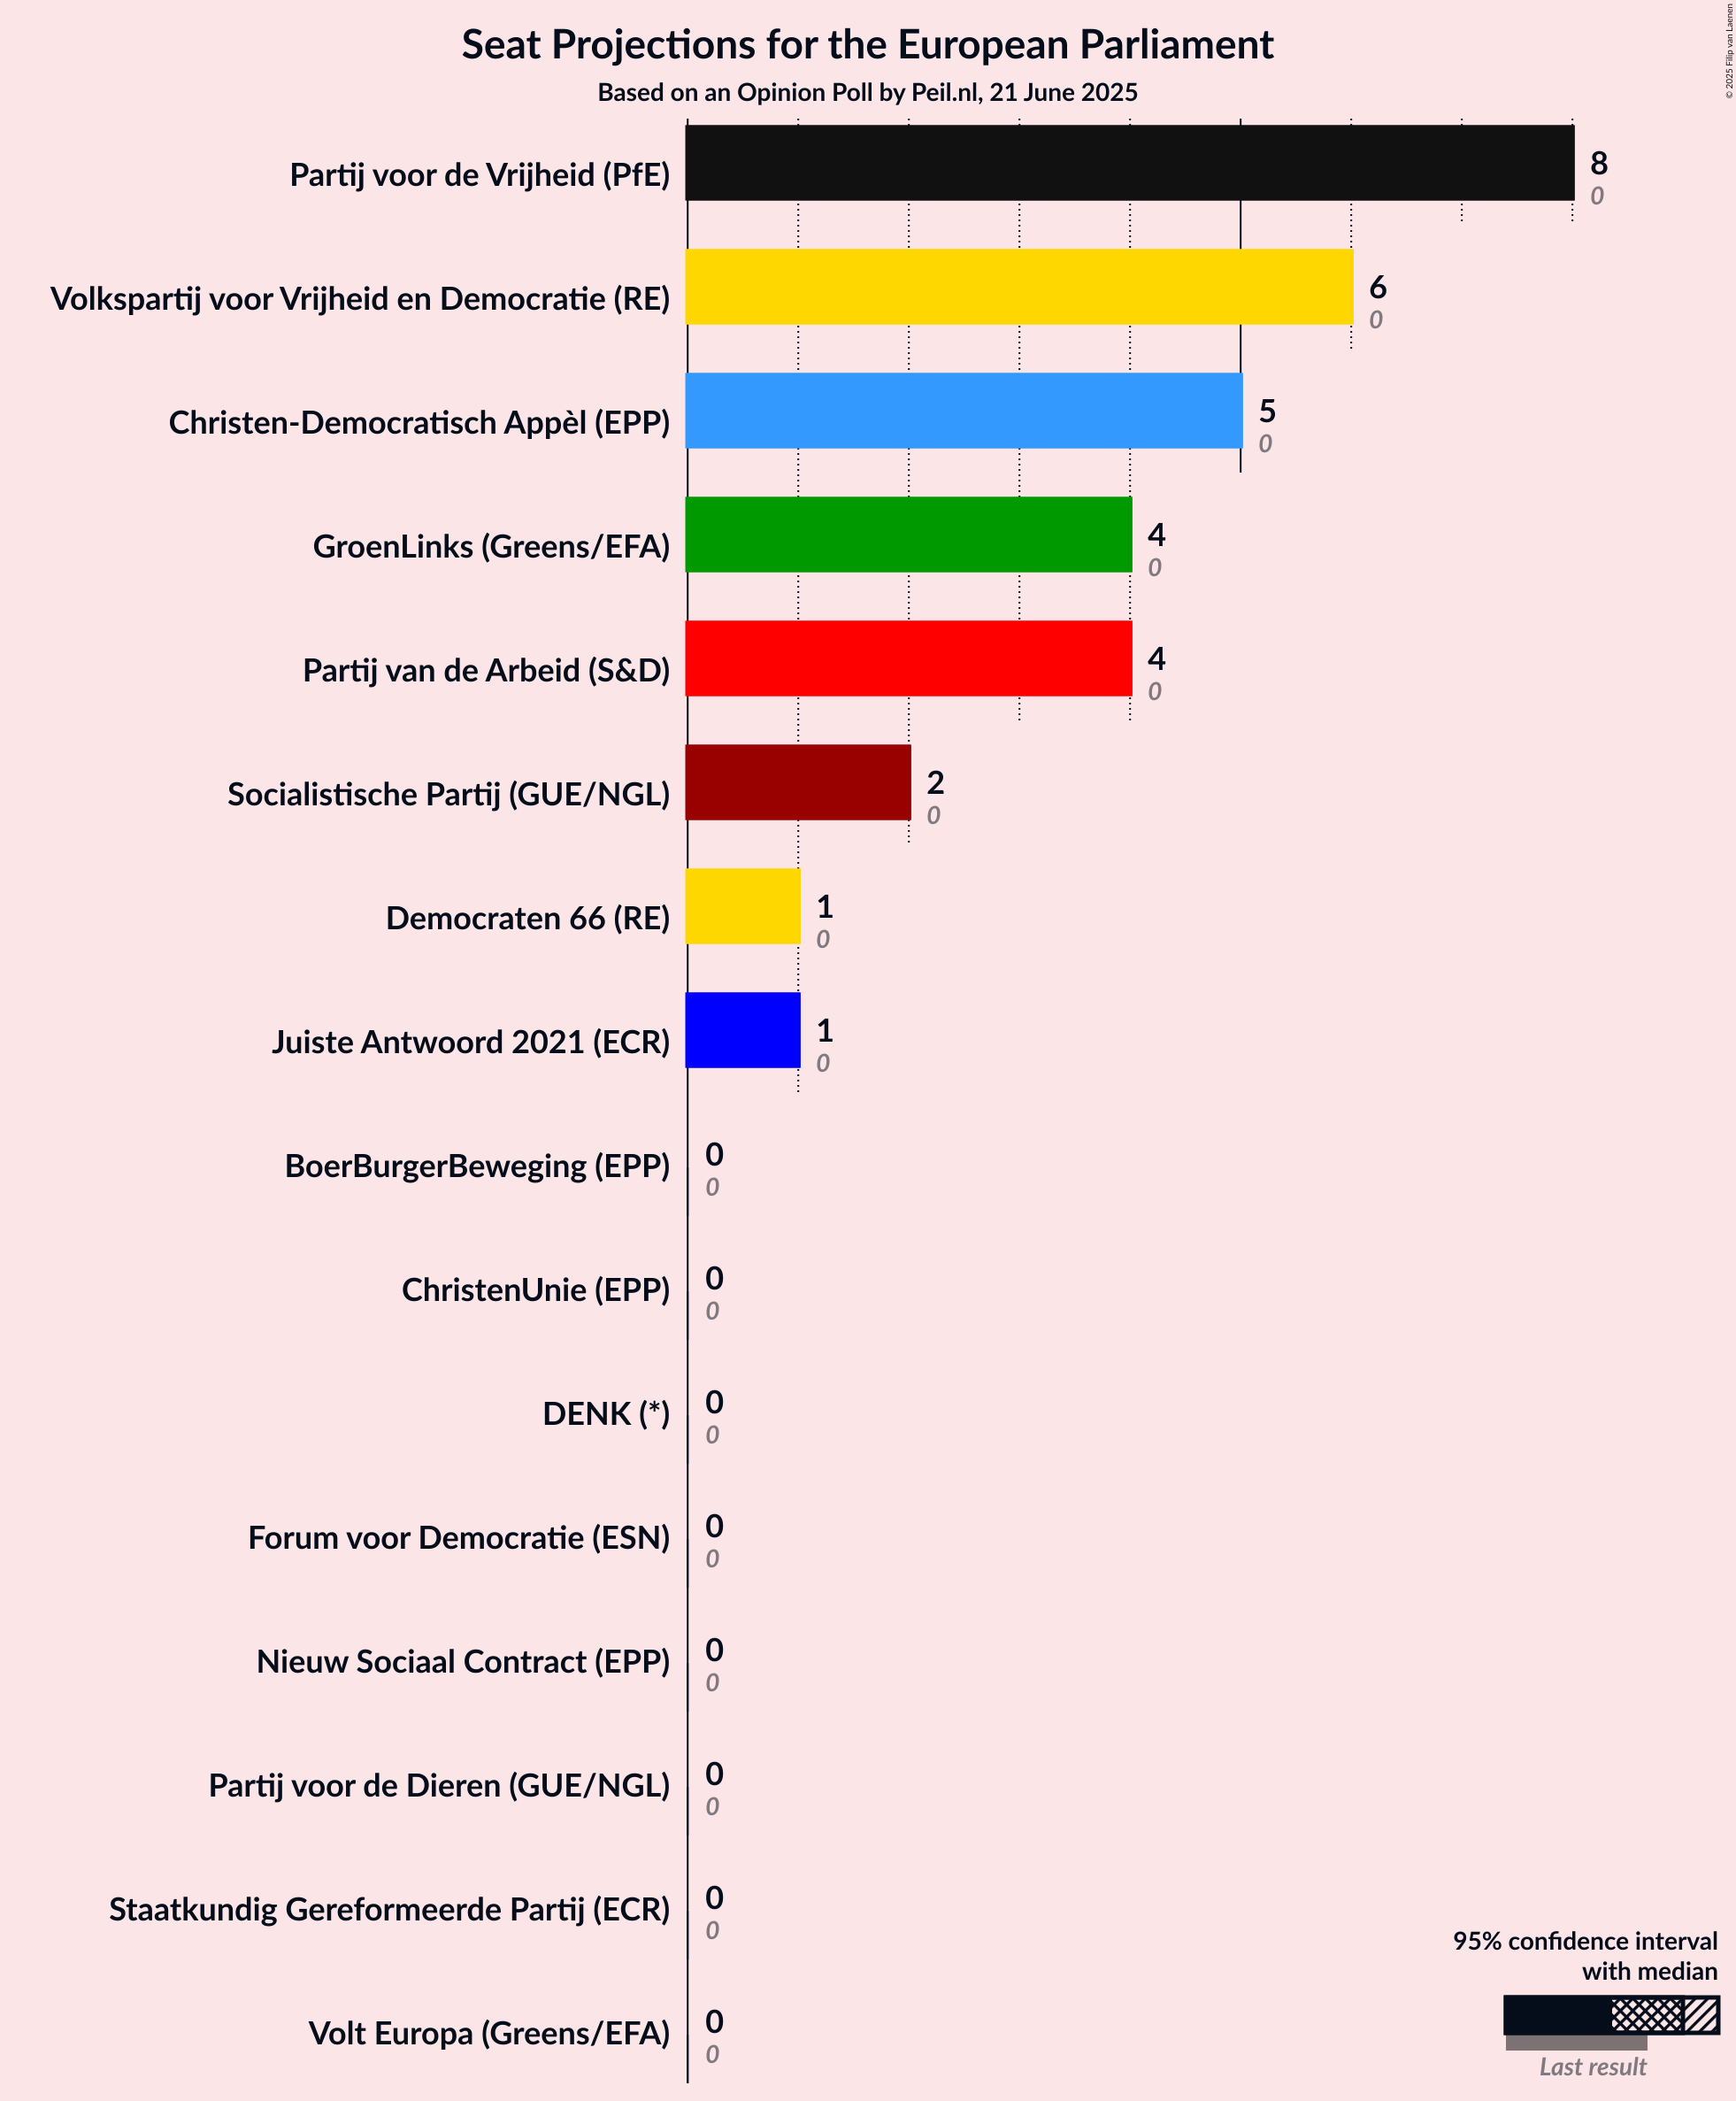 Seat Projections for the European Parliament
Based on an Opinion Poll by Peil.nl, 21 June 2025
© 2025 Filip van Laenen
Partij voor de Vrijheid (PfE)
8
0
Volkspartij voor Vrijheid en Democratie (RE)
6
0
Christen-Democratisch Appèl (EPP)
5
0
GroenLinks (Greens/EFA)
4
0
Partij van de Arbeid (S&D)
4
0
Socialistische Partij (GUE/NGL)
2
0
Democraten 66 (RE)
1
0
Juiste Antwoord 2021 (ECR)
1
0
BoerBurgerBeweging (EPP)
0
0
ChristenUnie (EPP)
0
0
DENK (*)
0
0
Forum voor Democratie (ESN)
0
0
Nieuw Sociaal Contract (EPP)
0
0
Partij voor de Dieren (GUE/NGL)
0
0
Staatkundig Gereformeerde Partij (ECR)
0
0
Volt Europa (Greens/EFA)
0
0
95% confidence interval
with median
Last result